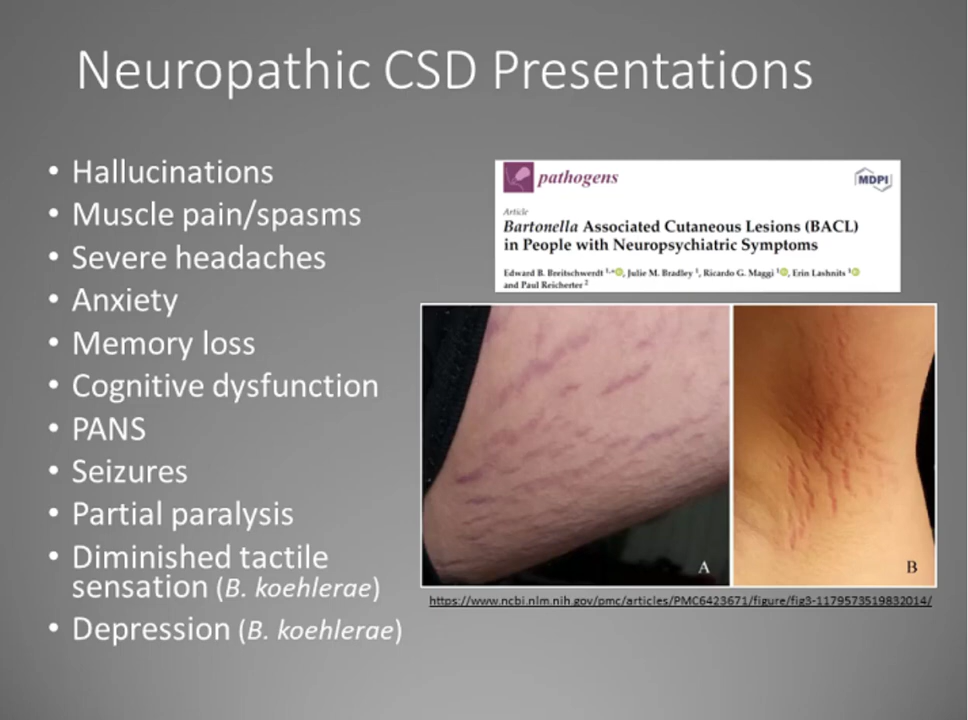 Neuropathic CSD Presentations
• Hallucinations
• Muscle pain/spasms
• Severe headaches
• Anxiety
• Memory loss
• Cognitive dysfunction
• PANS
• Seizures
• Partial paralysis
• Diminished tactile
sensation (B. koehlerae)
• Depression (B. koehlerae)
pathogens
MDPI
Article
Bartonella Associated Cutaneous Lesions (BACL)
in People with Neuropsychiatric Symptoms
Edward B. Breitschwerdt 1,*, Julie M. Bradley 1, Ricardo G. Maggi 1, Erin Lashnits 1
and Paul Reicherter 2
A
B
https://www.ncbi.nlm.nih.gov/pmc/articles/PMC6423671/figure/fig3-1179573519832014/